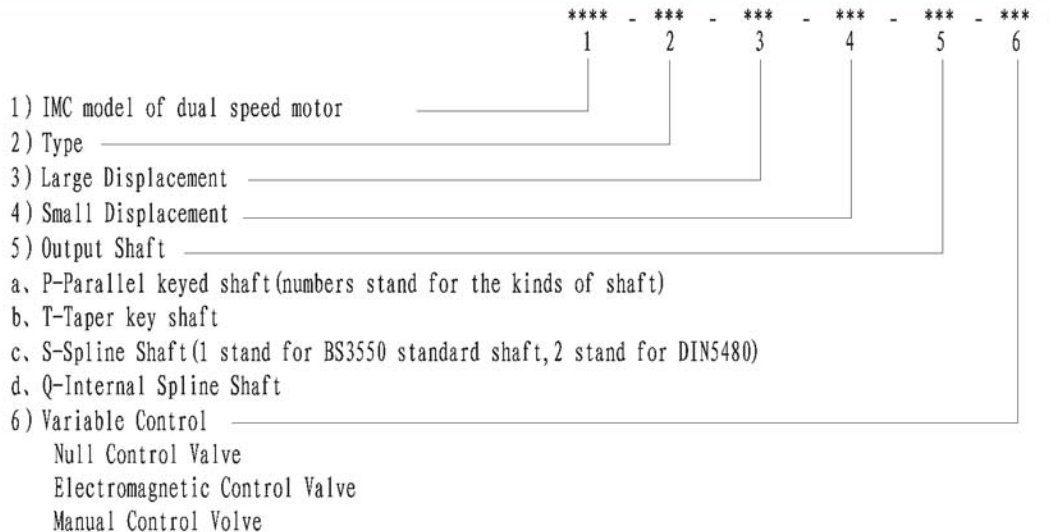 **** - *** - *** - *** - *** - ***
1 2 3 4 5 6
1) IMC model of dual speed motor
2) Type
3) Large Displacement
4) Small Displacement
5) Output Shaft
a、P-Parallel keyed shaft(numbers stand for the kinds of shaft)
b、T-Taper key shaft
c、S-Spline Shaft(1 stand for BS3550 standard shaft,2 stand for DIN5480)
d、Q-Internal Spline Shaft
6) Variable Control
Null Control Valve
Electromagnetic Control Valve
Manual Control Volve